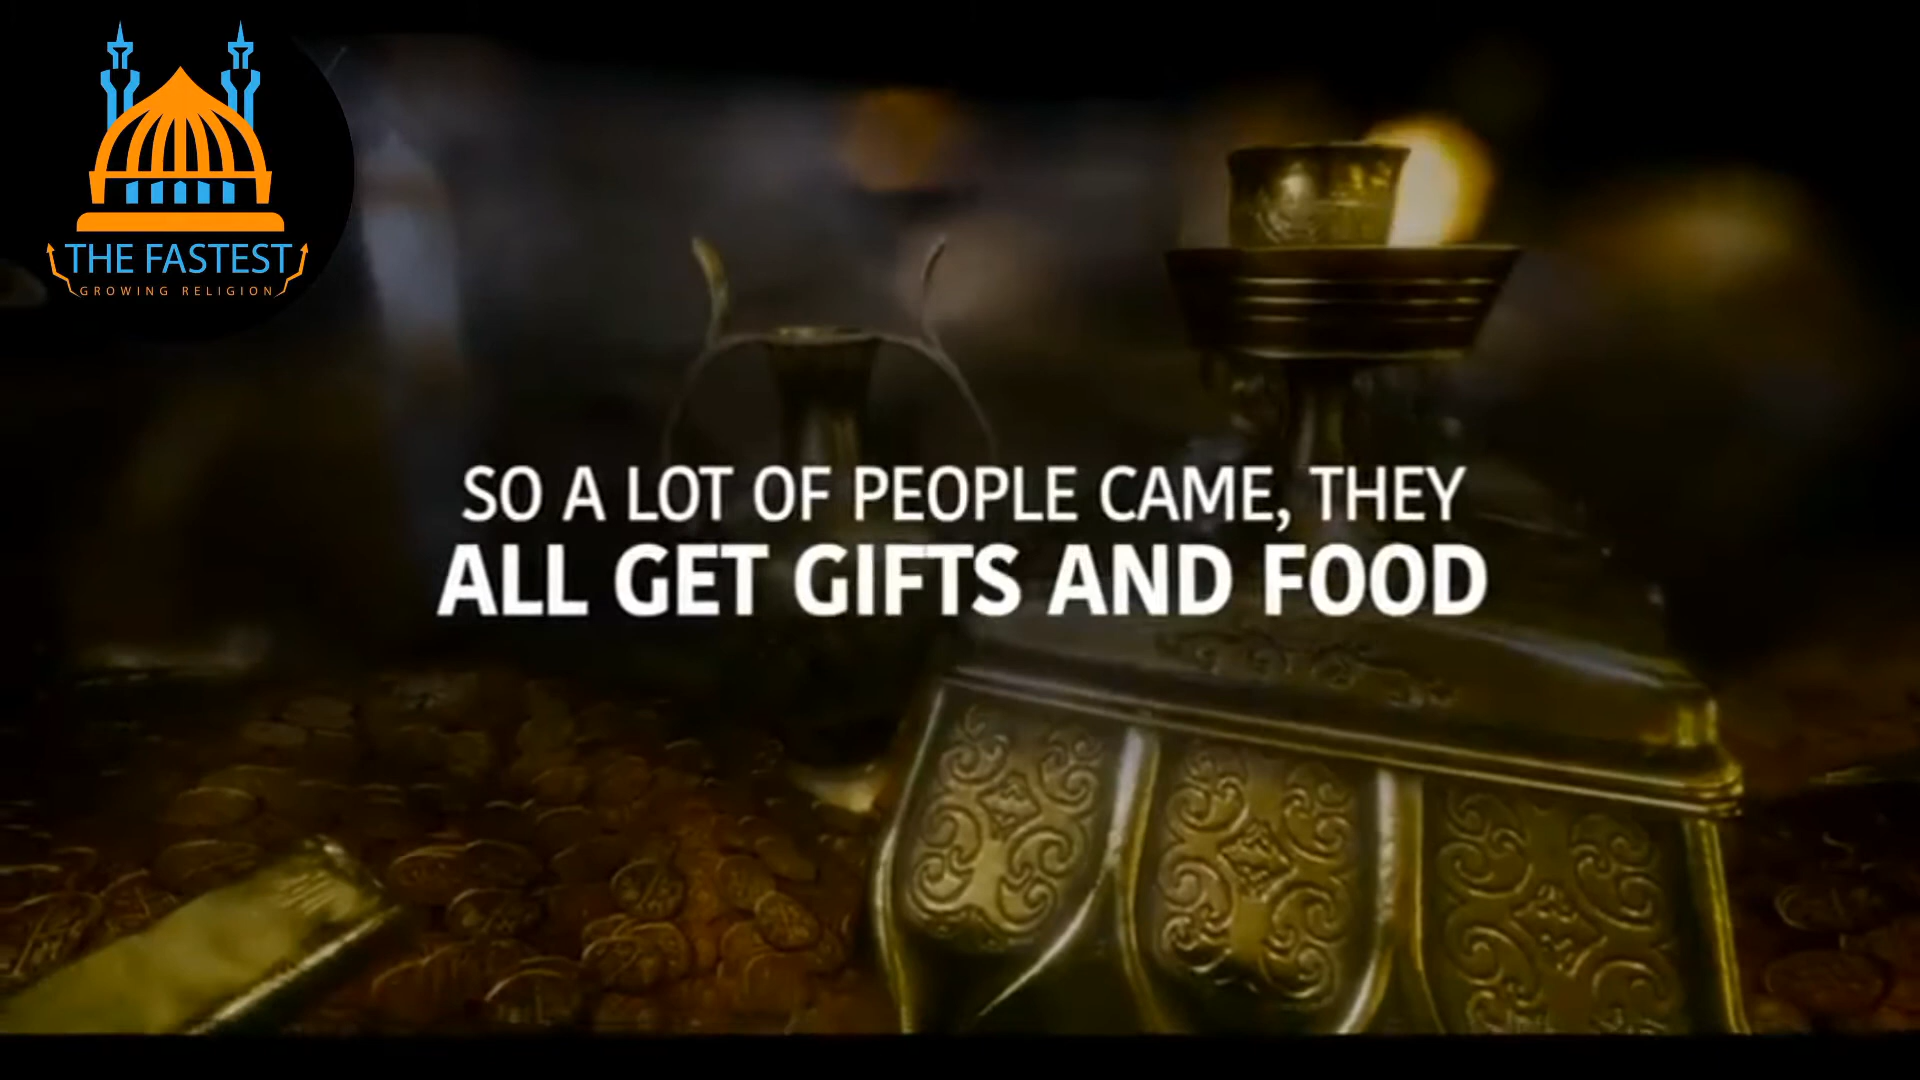 THE FASTEST
GROWING RELIGION
SO A LOT OF PEOPLE CAME, THEY
ALL GET GIFTS AND FOOD